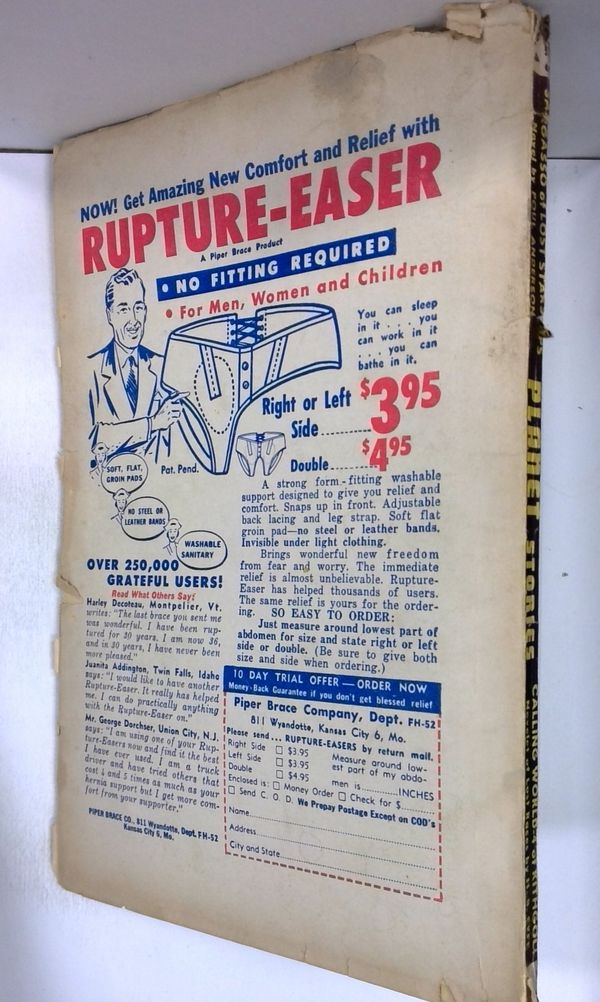 NOW! Get Amazing New Comfort and Relief with
RUPTURE-EASER
A Piper Brace Product
• NO FITTING REQUIRED
• For Men, Women and Children
You can sleep
in it . . . you
can work in it
. . . you can
bathe in it.
Right or Left
Side........ $3.95
Double...... $4.95
Pat. Pend.
SOFT, FLAT,
GROIN PADS
NO STEEL OR
LEATHER BANDS
WASHABLE
SANITARY
A strong form-fitting washable
support designed to give you relief and
comfort. Snaps up in front. Adjustable
back lacing and leg strap. Soft flat
groin pad—no steel or leather bands.
Invisible under light clothing.
Brings wonderful new freedom
from fear and worry. The immediate
relief is almost unbelievable. Rupture-
Easer has helped thousands of users.
The same relief is yours for the order-
ing. SO EASY TO ORDER:
Just measure around lowest part of
abdomen for size and state right or left
side or double. (Be sure to give both
size and side when ordering.)
OVER 250,000
GRATEFUL USERS!
Read What Others Say!
Harley Decoteau, Montpelier, Vt.
writes: "The last brace you sent me
was wonderful. I have been rup-
tured for 30 years. I am now 36,
and in 30 years, I have never been
more pleased."
Juanita Addington, Twin Falls, Idaho
says: "I would like to have another
Rupture-Easer. It really has helped
me. I can do practically anything
with the Rupture-Easer on."
Mr. George Dorchser, Union City, N.J.
says: "I am using one of your Rup-
ture-Easers now and find it the best
I have ever used. I am a truck
driver and have tried others that
cost 4 and 5 times as much as your
hernia support but I get more com-
fort from your supporter."
PIPER BRACE CO., 811 Wyandotte, Dept. FH-52
Kansas City 6, Mo.
10 DAY TRIAL OFFER — ORDER NOW
Money-Back Guarantee if you don't get blessed relief
Piper Brace Company, Dept. FH-52
811 Wyandotte, Kansas City 6, Mo.
Please send ... RUPTURE-EASERS by return mail.
Right Side □ $3.95
Left Side □ $3.95
Double □ $4.95
Measure around low-
est part of my abdo-
men is............INCHES
Enclosed is: □ Money Order □ Check for $........
□ Send C. O. D. We Prepay Postage Except on COD's
Name
Address
City and State
PLANET STORIES